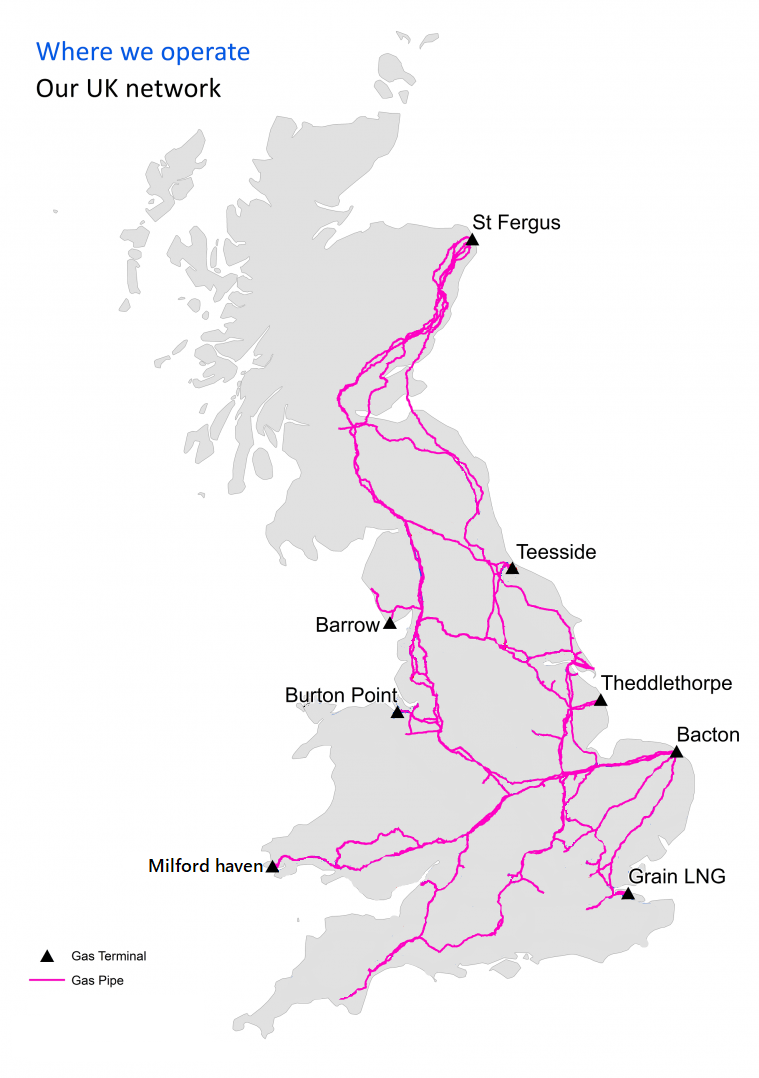 Where we operate
Our UK network
St Fergus
Teesside
Barrow
Theddlethorpe
Burton Point
Bacton
Milford haven
Grain LNG
Gas Terminal
Gas Pipe